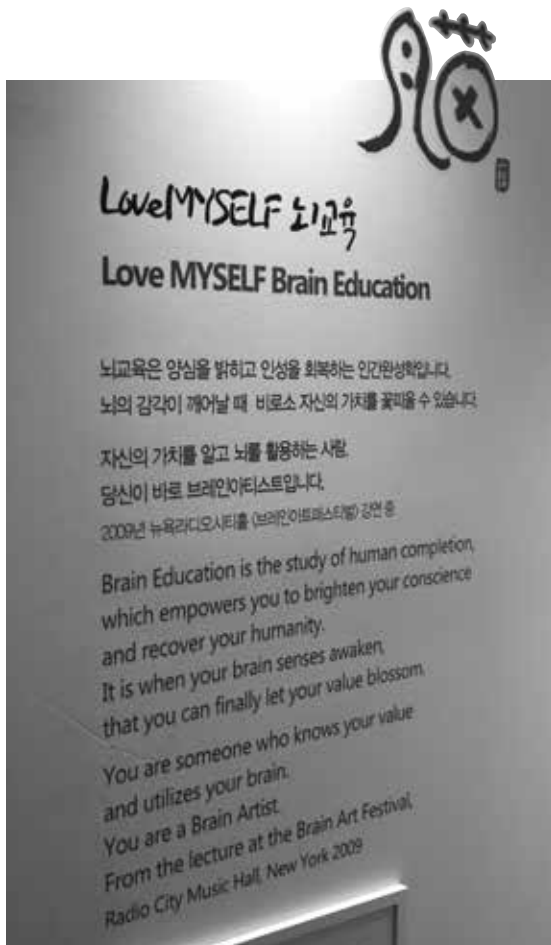 LoveMYSELF 뇌교육
Love MYSELF Brain Education
뇌교육은 양심을 밝히고 인성을 회복하는 인간완성학입니다.
뇌의 감각이 깨어날 때 비로소 자신의 가치를 꽃피울 수 있습니다.
자신의 가치를 알고 뇌를 활용하는 사람,
당신이 바로 브레인아티스트입니다.
2009년 뉴욕라디오시티홀 (브레인아트페스티벌) 강연 중
Brain Education is the study of human completion,
which empowers you to brighten your conscience
and recover your humanity.
It is when your brain senses awaken,
that you can finally let your value blossom.
You are someone who knows your value
and utilizes your brain.
You are a Brain Artist.
From the lecture at the Brain Art Festival,
Radio City Music Hall, New York 2009